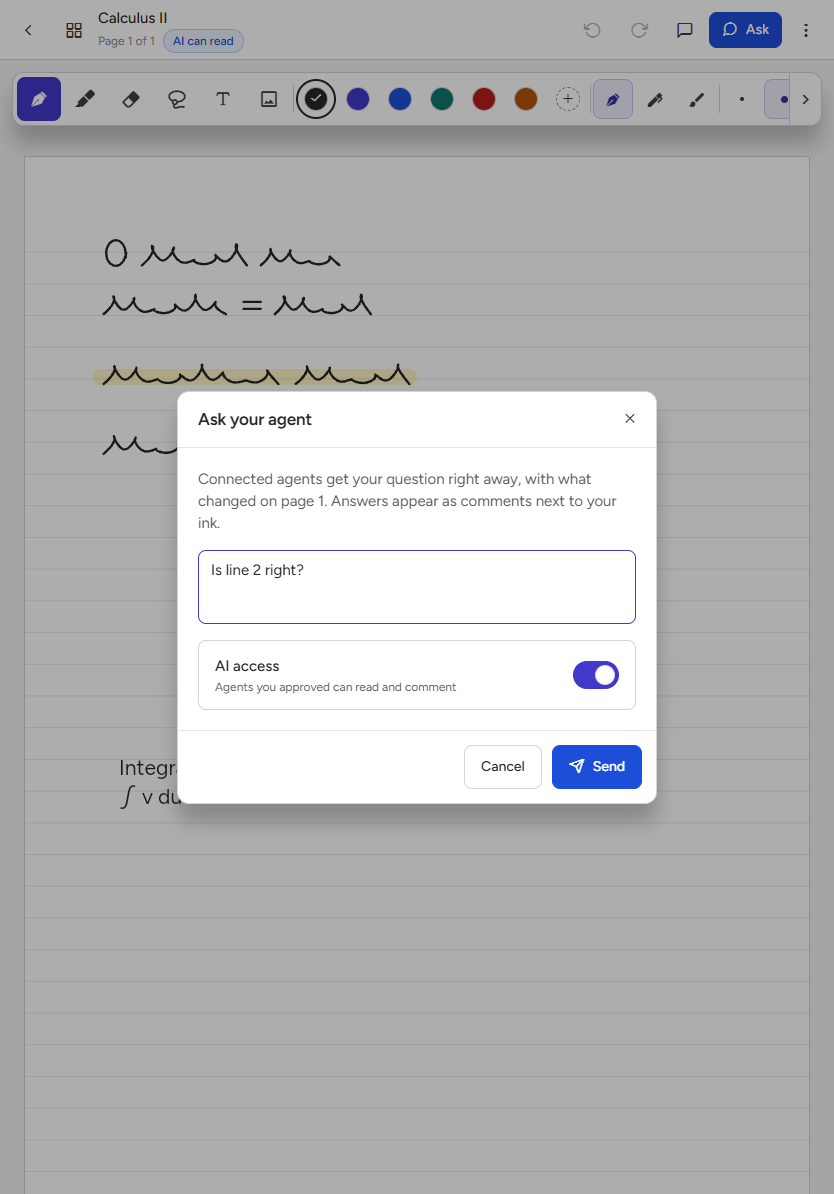 Calculus II
Page 1 of 1 AI can read
Ask
T
O
=
Ask your agent
Connected agents get your question right away, with what
changed on page 1. Answers appear as comments next to your
ink.
Is line 2 right?
AI access
Agents you approved can read and comment
Cancel Send
∫ v du